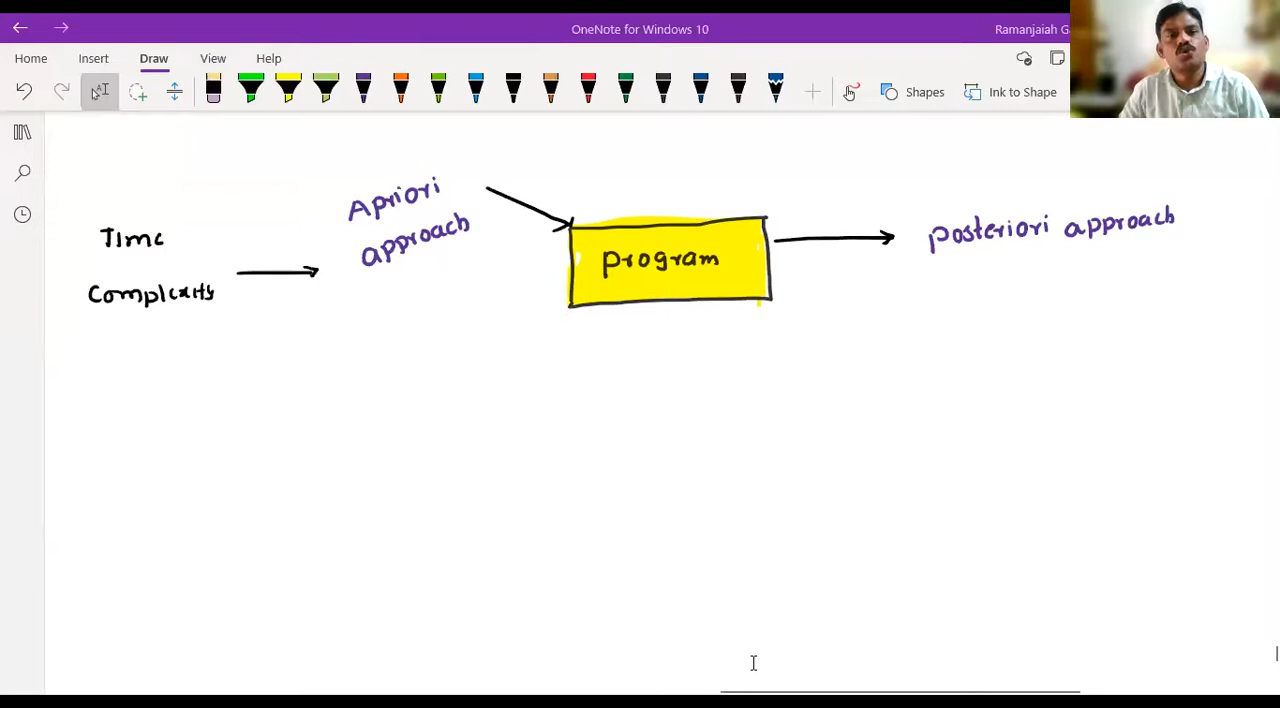 OneNote for Windows 10
Ramanjaiah G
Home Insert Draw View Help
Shapes Ink to Shape
Apriori
approach
Time
Complexity
program
posteriori approach